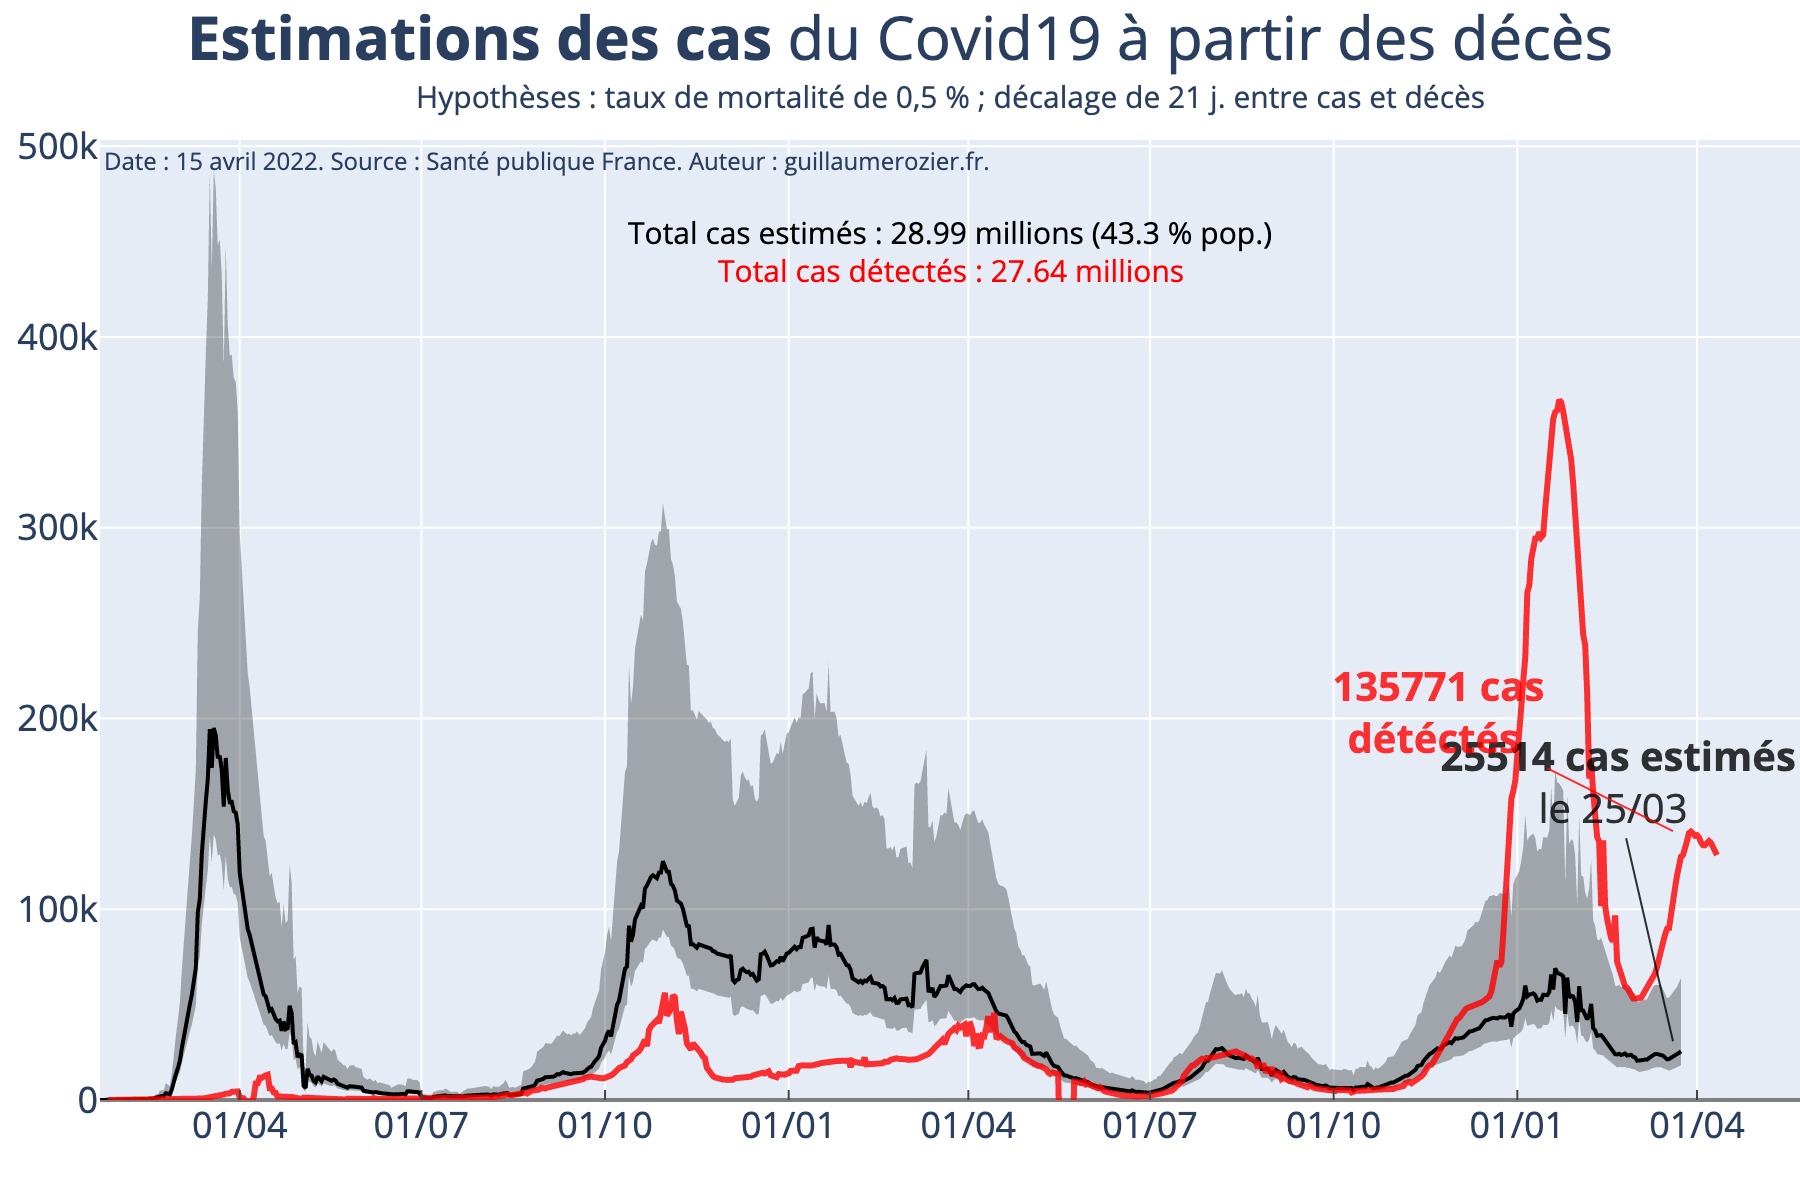 Estimations des cas du Covid19 à partir des décès
Hypothèses : taux de mortalité de 0,5 % ; décalage de 21 j. entre cas et décès
500k
Date : 15 avril 2022. Source : Santé publique France. Auteur : guillaumerozier.fr.
Total cas estimés : 28.99 millions (43.3 % pop.)
Total cas détectés : 27.64 millions
400k
300k
200k
135771 cas
détéctés
25514 cas estimés
le 25/03
100k
0
01/04 01/07 01/10 01/01 01/04 01/07 01/10 01/01 01/04